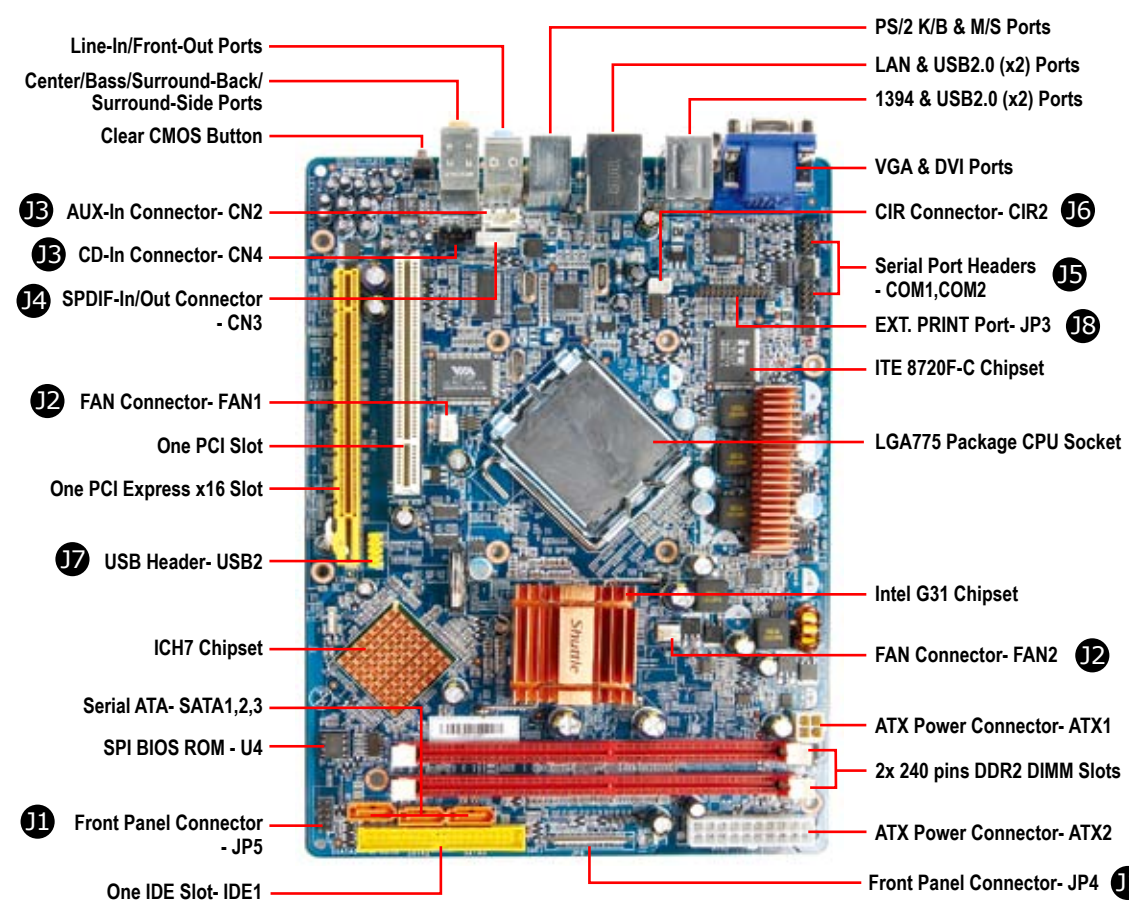 Line-In/Front-Out Ports
Center/Bass/Surround-Back/
Surround-Side Ports
Clear CMOS Button
J3 AUX-In Connector- CN2
J3 CD-In Connector- CN4
J4 SPDIF-In/Out Connector
- CN3
J2 FAN Connector- FAN1
One PCI Slot
One PCI Express x16 Slot
J7 USB Header- USB2
ICH7 Chipset
Serial ATA- SATA1,2,3
SPI BIOS ROM - U4
J1 Front Panel Connector
- JP5
One IDE Slot- IDE1
PS/2 K/B & M/S Ports
LAN & USB2.0 (x2) Ports
1394 & USB2.0 (x2) Ports
VGA & DVI Ports
CIR Connector- CIR2 J6
Serial Port Headers
- COM1,COM2 J5
EXT. PRINT Port- JP3 J8
ITE 8720F-C Chipset
LGA775 Package CPU Socket
Intel G31 Chipset
FAN Connector- FAN2 J2
ATX Power Connector- ATX1
2x 240 pins DDR2 DIMM Slots
ATX Power Connector- ATX2
Front Panel Connector- JP4
VIA
Shuttle